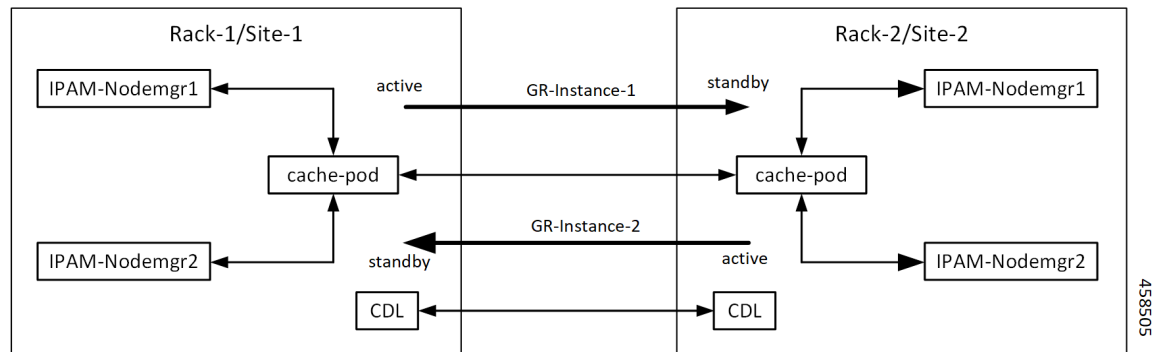 Rack-1/Site-1
Rack-2/Site-2
IPAM-Nodemgr1
active
GR-Instance-1
standby
IPAM-Nodemgr1
cache-pod
cache-pod
GR-Instance-2
IPAM-Nodemgr2
standby
active
IPAM-Nodemgr2
CDL
CDL
458505